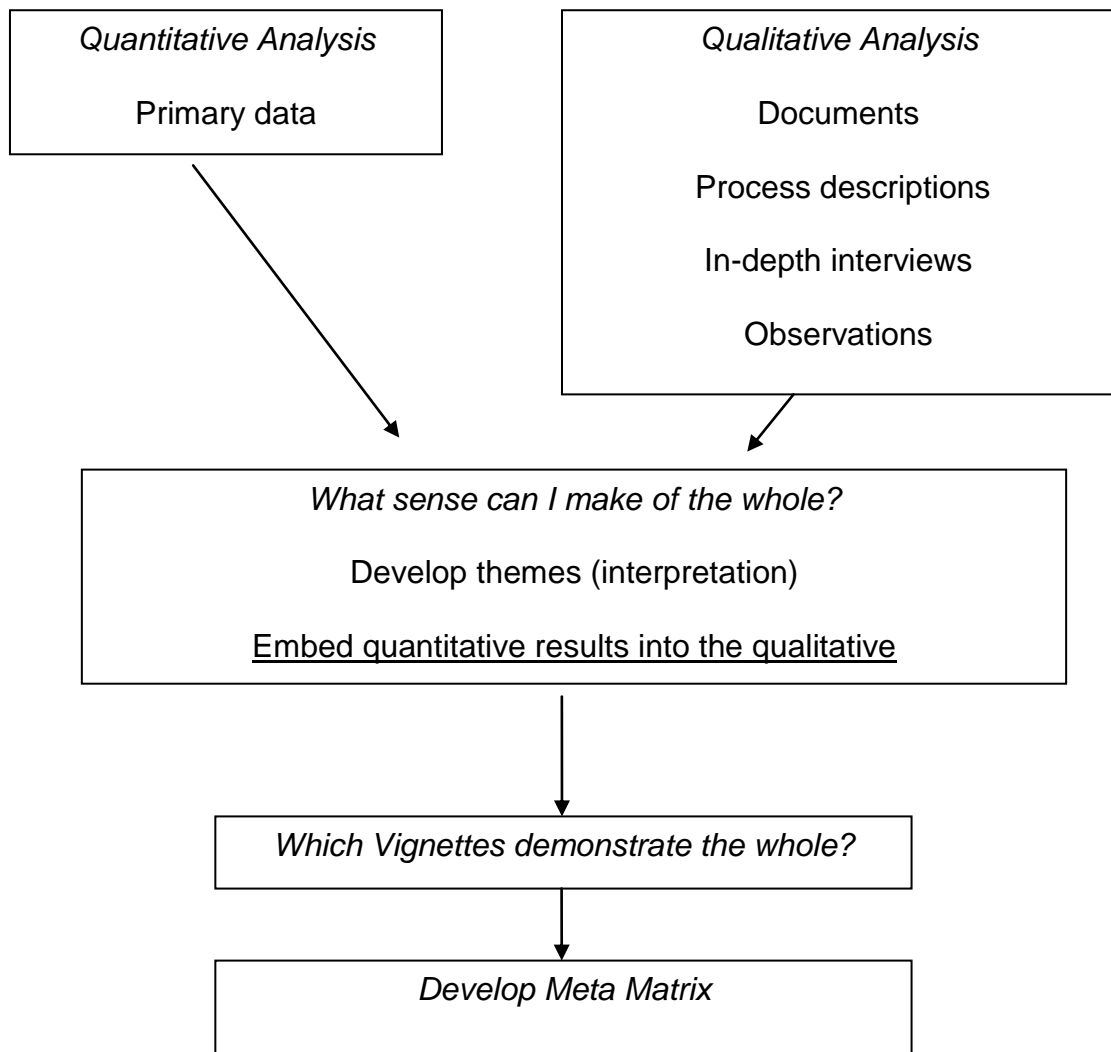 Quantitative Analysis
Primary data
Qualitative Analysis
Documents
Process descriptions
In-depth interviews
Observations
What sense can I make of the whole?
Develop themes (interpretation)
Embed quantitative results into the qualitative
Which Vignettes demonstrate the whole?
Develop Meta Matrix